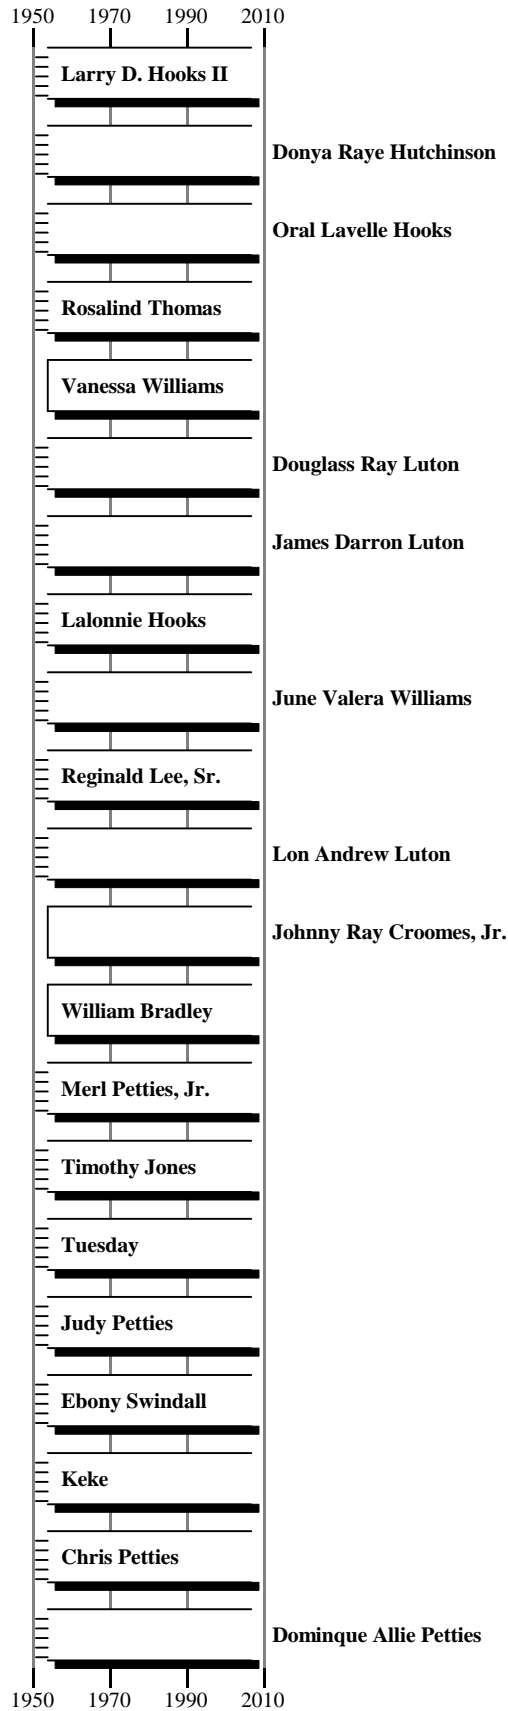 1950 1970 1990 2010
Larry D. Hooks II
Donya Raye Hutchinson
Oral Lavelle Hooks
Rosalind Thomas
Vanessa Williams
Douglass Ray Luton
James Darron Luton
Lalonnie Hooks
June Valera Williams
Reginald Lee, Sr.
Lon Andrew Luton
Johnny Ray Croomes, Jr.
William Bradley
Merl Petties, Jr.
Timothy Jones
Tuesday
Judy Petties
Ebony Swindall
Keke
Chris Petties
Dominque Allie Petties
1950 1970 1990 2010